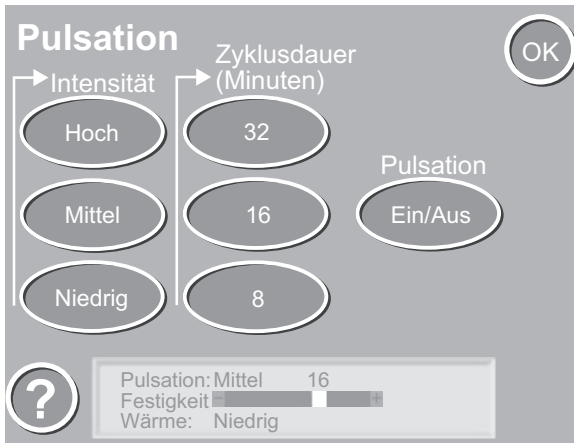 Pulsation
OK
Intensität
Zyklusdauer
(Minuten)
Hoch
32
Pulsation
Mittel
16
Ein/Aus
Niedrig
8
?
Pulsation: Mittel 16
Festigkeit - +
Wärme: Niedrig